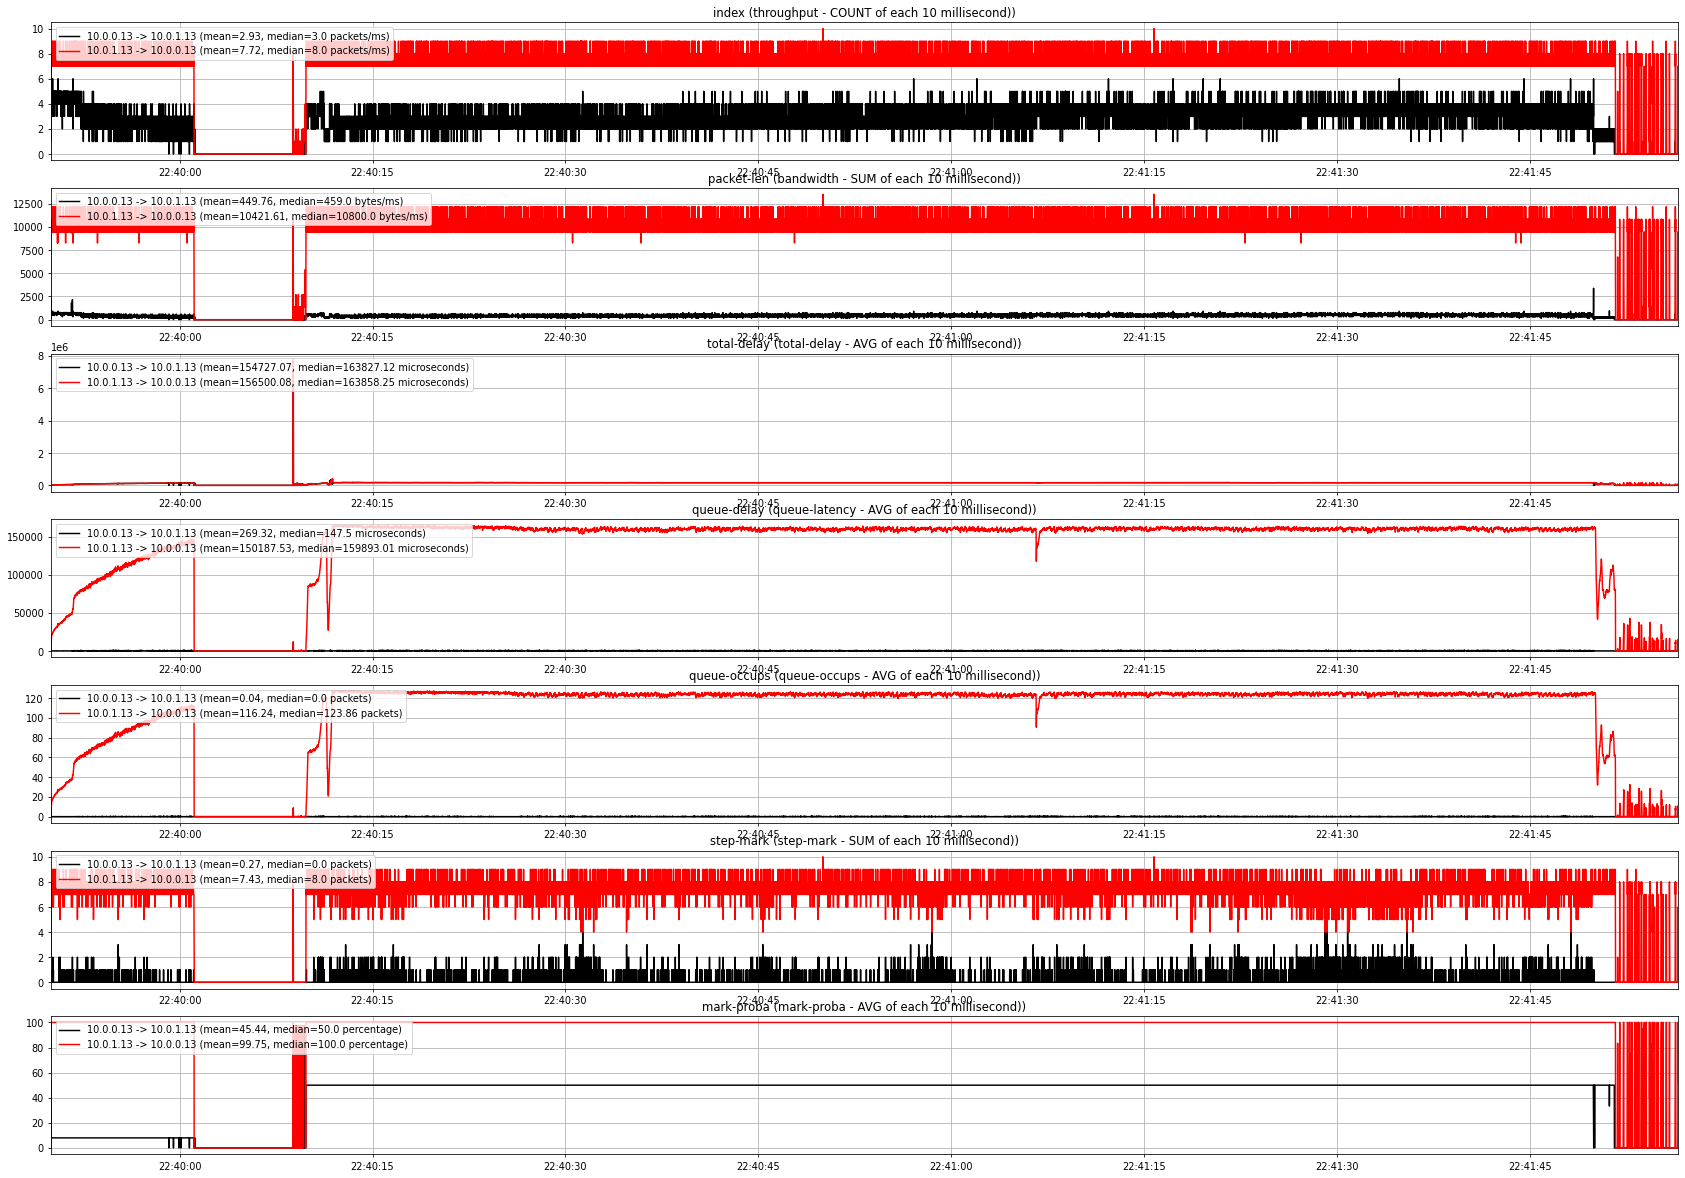 index (throughput - COUNT of each 10 millisecond))
10
8
6
4
2
0
10.0.0.13 -> 10.0.1.13 (mean=2.93, median=3.0 packets/ms)
10.0.1.13 -> 10.0.0.13 (mean=7.72, median=8.0 packets/ms)
22:40:00 22:40:15 22:40:30 22:40:45 22:41:00 22:41:15 22:41:30 22:41:45
packet-len (bandwidth - SUM of each 10 millisecond))
12500
10000
7500
5000
2500
0
10.0.0.13 -> 10.0.1.13 (mean=449.76, median=459.0 bytes/ms)
10.0.1.13 -> 10.0.0.13 (mean=10421.61, median=10800.0 bytes/ms)
22:40:00 22:40:15 22:40:30 22:40:45 22:41:00 22:41:15 22:41:30 22:41:45
total-delay (total-delay - AVG of each 10 millisecond))
1e6
8
6
4
2
0
10.0.0.13 -> 10.0.1.13 (mean=154727.07, median=163827.12 microseconds)
10.0.1.13 -> 10.0.0.13 (mean=156500.08, median=163858.25 microseconds)
22:40:00 22:40:15 22:40:30 22:40:45 22:41:00 22:41:15 22:41:30 22:41:45
queue-delay (queue-latency - AVG of each 10 millisecond))
150000
100000
50000
0
10.0.0.13 -> 10.0.1.13 (mean=269.32, median=147.5 microseconds)
10.0.1.13 -> 10.0.0.13 (mean=150187.53, median=159893.01 microseconds)
22:40:00 22:40:15 22:40:30 22:40:45 22:41:00 22:41:15 22:41:30 22:41:45
queue-occups (queue-occups - AVG of each 10 millisecond))
120
100
80
60
40
20
0
10.0.0.13 -> 10.0.1.13 (mean=0.04, median=0.0 packets)
10.0.1.13 -> 10.0.0.13 (mean=116.24, median=123.86 packets)
22:40:00 22:40:15 22:40:30 22:40:45 22:41:00 22:41:15 22:41:30 22:41:45
step-mark (step-mark - SUM of each 10 millisecond))
10
8
6
4
2
0
10.0.0.13 -> 10.0.1.13 (mean=0.27, median=0.0 packets)
10.0.1.13 -> 10.0.0.13 (mean=7.43, median=8.0 packets)
22:40:00 22:40:15 22:40:30 22:40:45 22:41:00 22:41:15 22:41:30 22:41:45
mark-proba (mark-proba - AVG of each 10 millisecond))
100
80
60
40
20
0
10.0.0.13 -> 10.0.1.13 (mean=45.44, median=50.0 percentage)
10.0.1.13 -> 10.0.0.13 (mean=99.75, median=100.0 percentage)
22:40:00 22:40:15 22:40:30 22:40:45 22:41:00 22:41:15 22:41:30 22:41:45